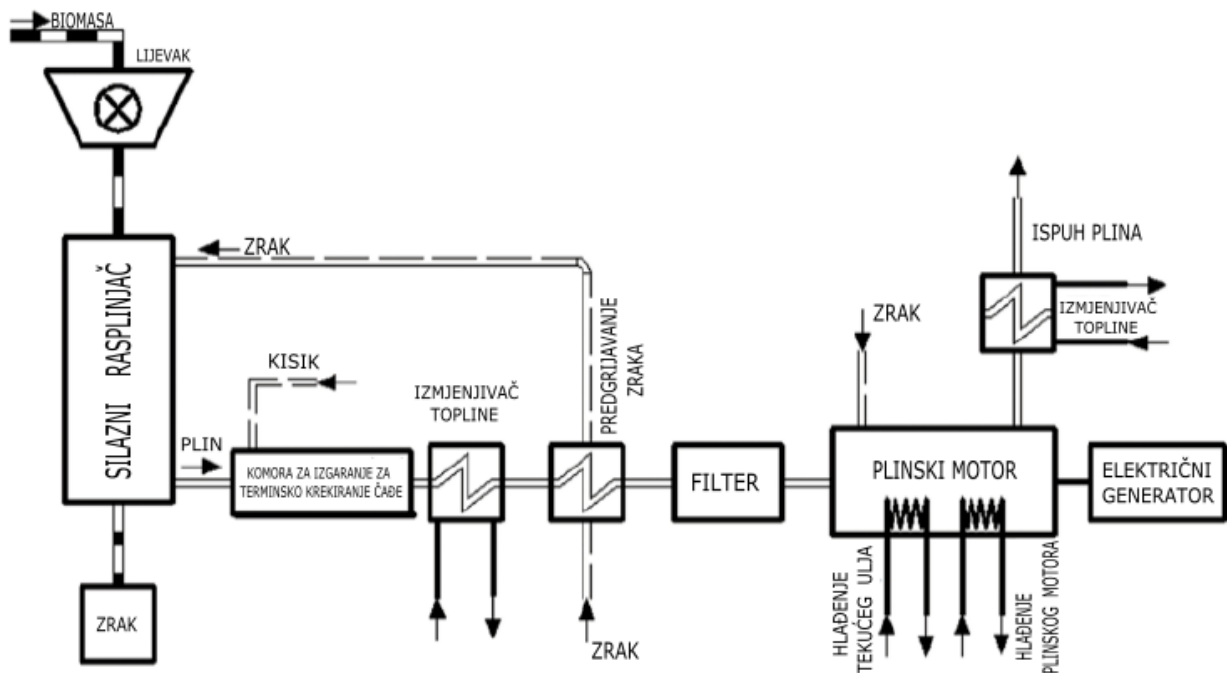 BIOMASA
LIJEVAK
SILAZNI RASPLINJAČ
ZRAK
PREDGRIJAVANJE
ZRAKA
KISIK
IZMJENJIVAČ
TOPLINE
PLIN
KOMORA ZA IZGARANJE ZA
TERMINSKO KREKIRANJE ČAĐE
ZRAK
ZRAK
FILTER
ZRAK
ISPUH PLINA
IZMJENJIVAČ
TOPLINE
PLINSKI MOTOR
ELEKTRIČNI
GENERATOR
HLAĐENJE
TEKUĆEG ULJA
HLAĐENJE
PLINSKOG MOTORA